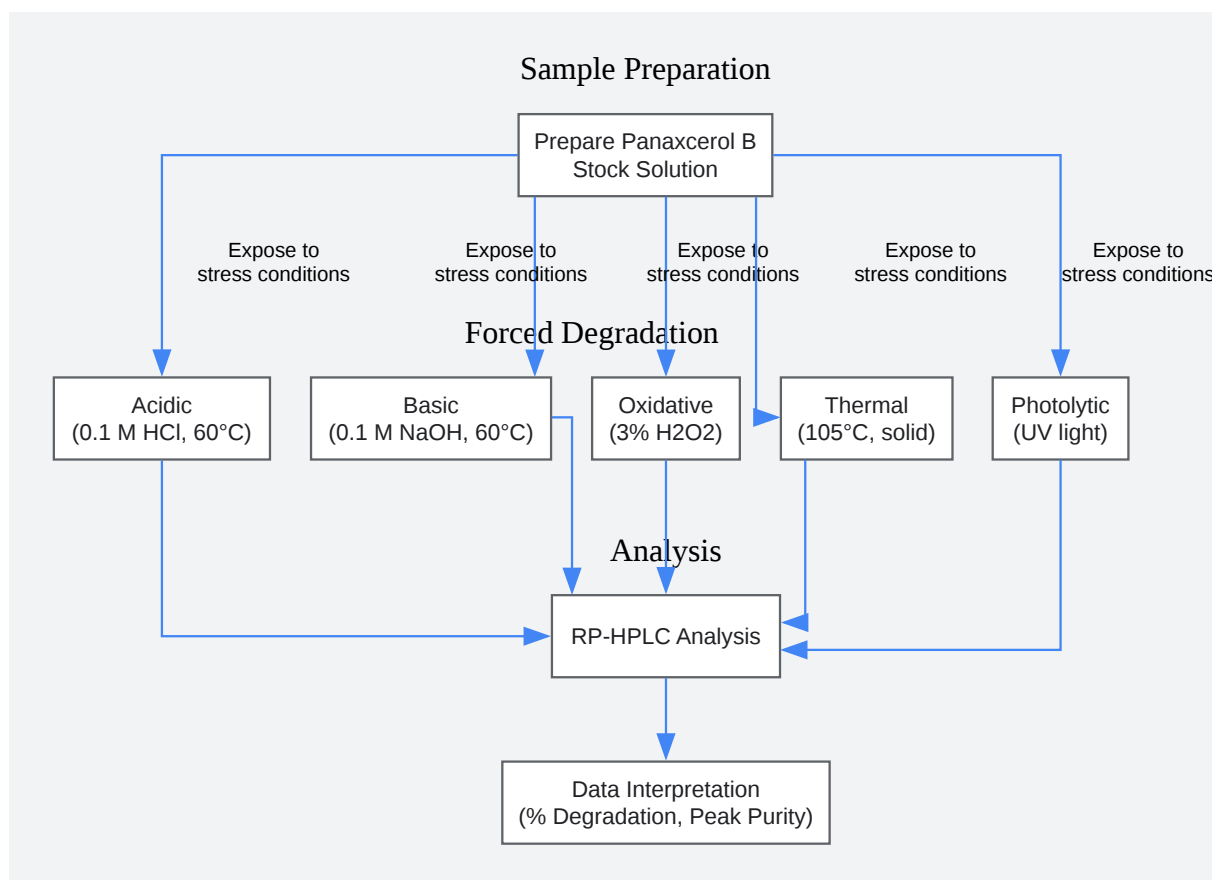 Sample Preparation
Prepare Panaxcerol B
Stock Solution
Expose to
stress conditions
Expose to
stress conditions
Expose to
stress conditions
Expose to
stress conditions
Expose to
stress conditions
Forced Degradation
Acidic
(0.1 M HCl, 60°C)
Basic
(0.1 M NaOH, 60°C)
Oxidative
(3% H2O2)
Thermal
(105°C, solid)
Photolytic
(UV light)
Analysis
RP-HPLC Analysis
Data Interpretation
(% Degradation, Peak Purity)